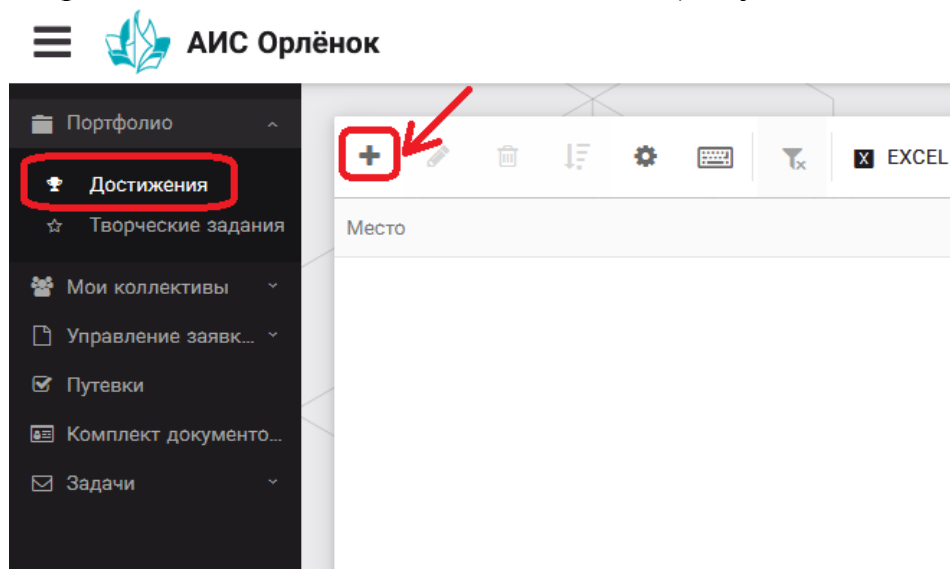 АИС Орлёнок
Портфолио
Достижения
Творческие задания
Мои коллективы
Управление заявк...
Путевки
Комплект документо...
Задачи
X EXCEL
Место